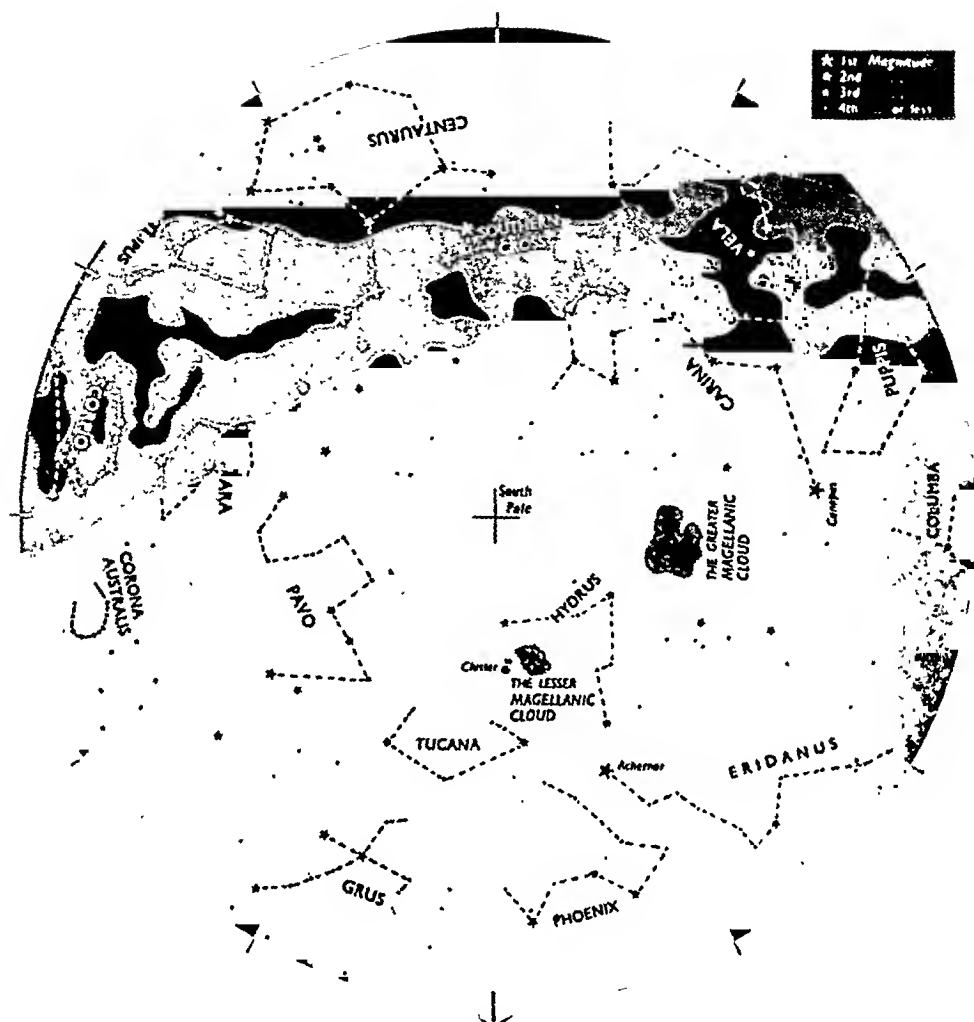 1st Magnitude
2nd
3rd
4th or less
CENTAURUS
VELA
PUPPIS
CARINA
Canopus
COLUMBA
ARA
South
Pole
THE GREATER
MAGELLANIC
CLOUD
CORONA
AUSTRALIS
PAVO
HYDRUS
Cluster
THE LESSER
MAGELLANIC
CLOUD
TUCANA
Achernar
ERIDANUS
GRUS
PHOENIX